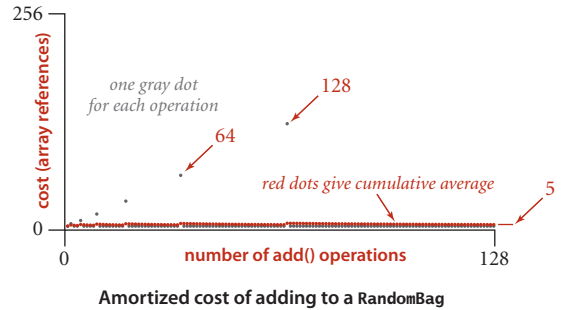 256
cost (array references)
one gray dot
for each operation
128
64
red dots give cumulative average
5
0
0
number of add() operations
128
Amortized cost of adding to a RandomBag